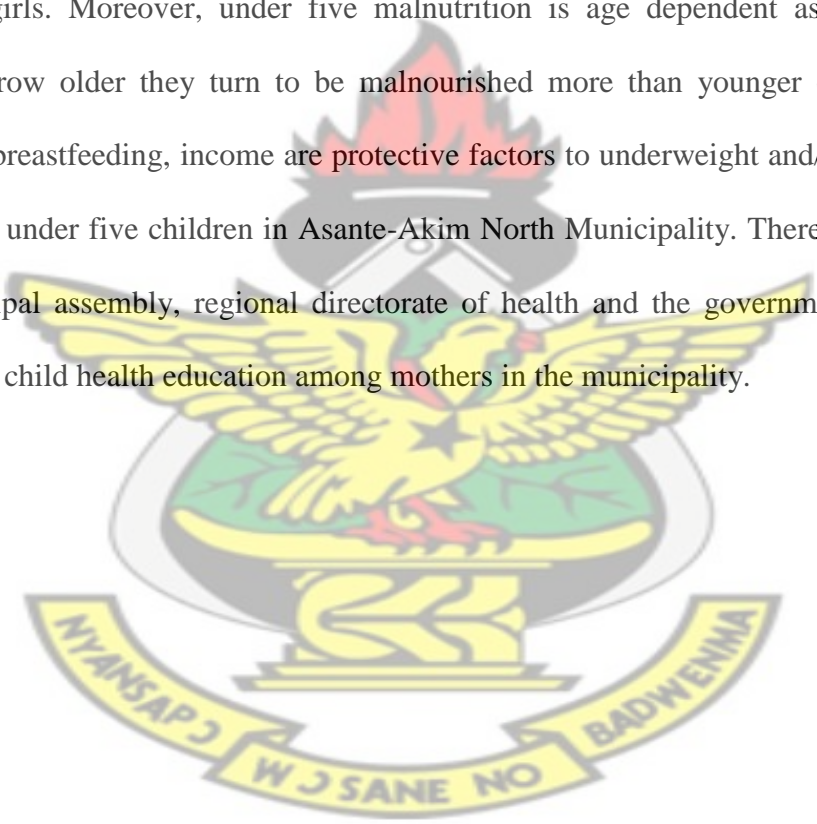 girls. Moreover, under five malnutrition is age dependent as
row older they turn to be malnourished more than younger
breastfeeding, income are protective factors to underweight and/
under five children in Asante-Akim North Municipality. There
pal assembly, regional directorate of health and the governm
child health education among mothers in the municipality.
NYANSAPƆ
WƆSANE NO
BADWENMA